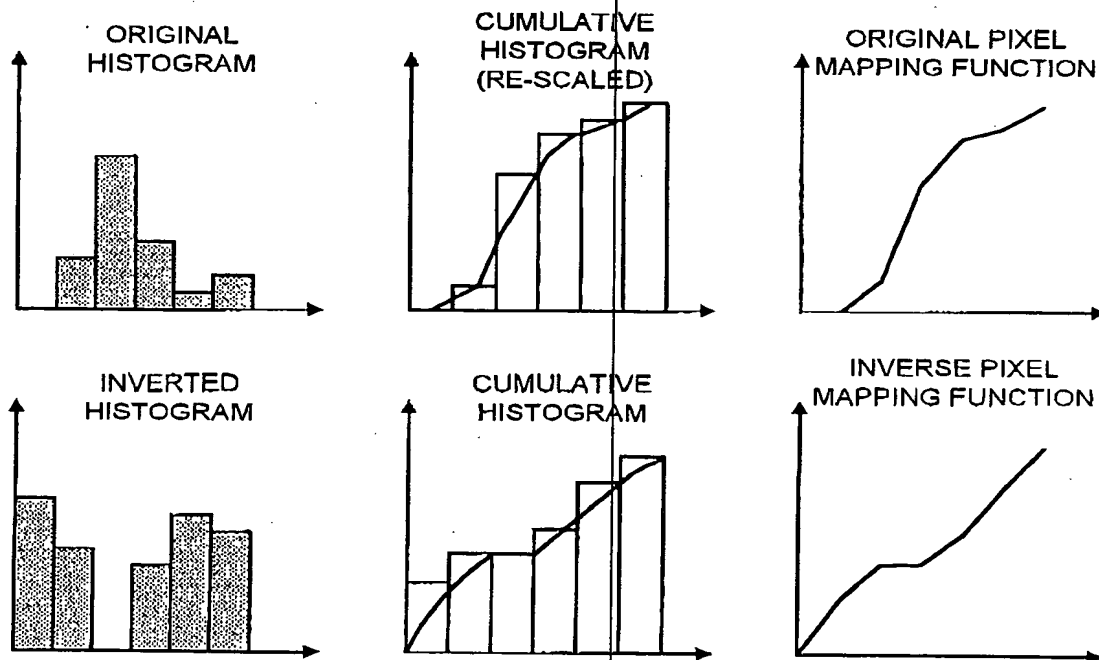 ORIGINAL
HISTOGRAM
CUMULATIVE
HISTOGRAM
(RE-SCALED)
ORIGINAL PIXEL
MAPPING FUNCTION
INVERTED
HISTOGRAM
CUMULATIVE
HISTOGRAM
INVERSE PIXEL
MAPPING FUNCTION